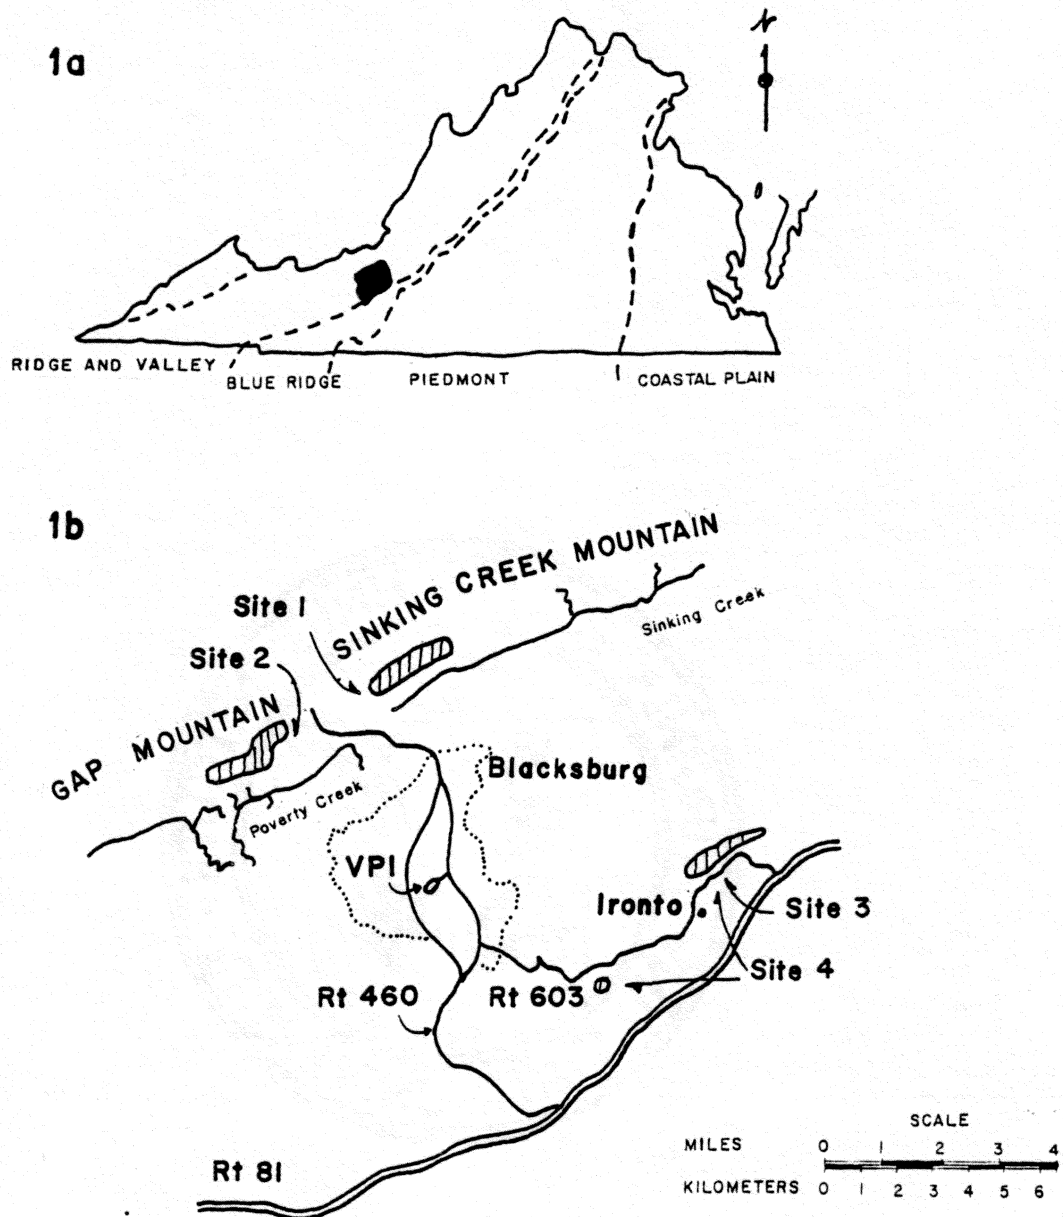 1a
N
RIDGE AND VALLEY
BLUE RIDGE
PIEDMONT
COASTAL PLAIN
1b
SINKING CREEK MOUNTAIN
Site 1
Sinking Creek
Site 2
GAP MOUNTAIN
Blacksburg
Poverty Creek
VPI
Ironto
Site 3
Site 4
Rt 460
Rt 603
SCALE
MILES 0 1 2 3 4
KILOMETERS 0 1 2 3 4 5 6
Rt 81